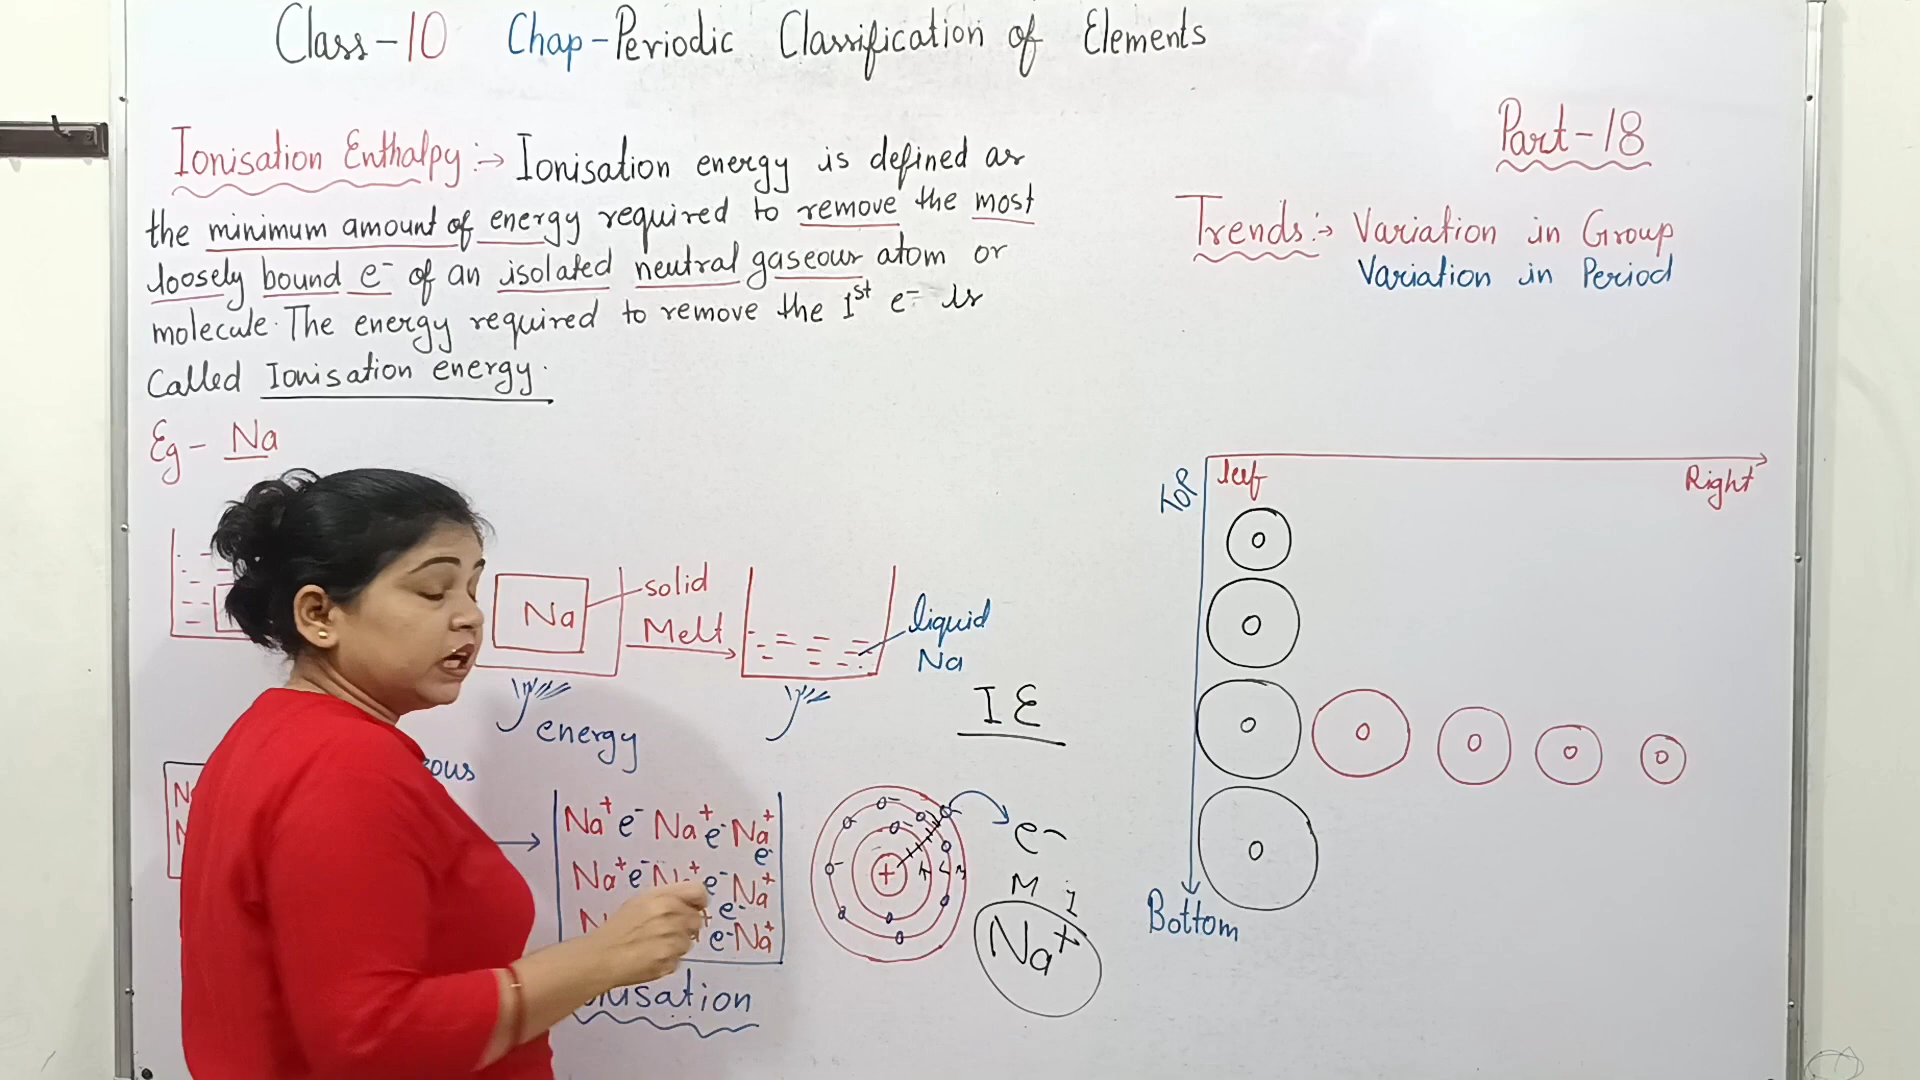 Class-10 Chap-Periodic Classification of Elements
Part-18
Ionisation Enthalpy:→ Ionisation energy is defined as
the minimum amount of energy required to remove the most
loosely bound e⁻ of an isolated neutral gaseous atom or
molecule. The energy required to remove the 1st e⁻ is
Called Ionisation energy.
Trends:→ Variation in Group
Variation in Period
Eg- Na
Na
solid
Melt
liquid
Na
energy
I E
Na⁺ e⁻ Na⁺ e⁻ Na⁺
e⁻
Na⁺ e⁻ e⁻ Na⁺
e⁻
e⁻ Na⁺
+
K L M
e⁻
M 1
Na⁺
TOP
Right
Bottom